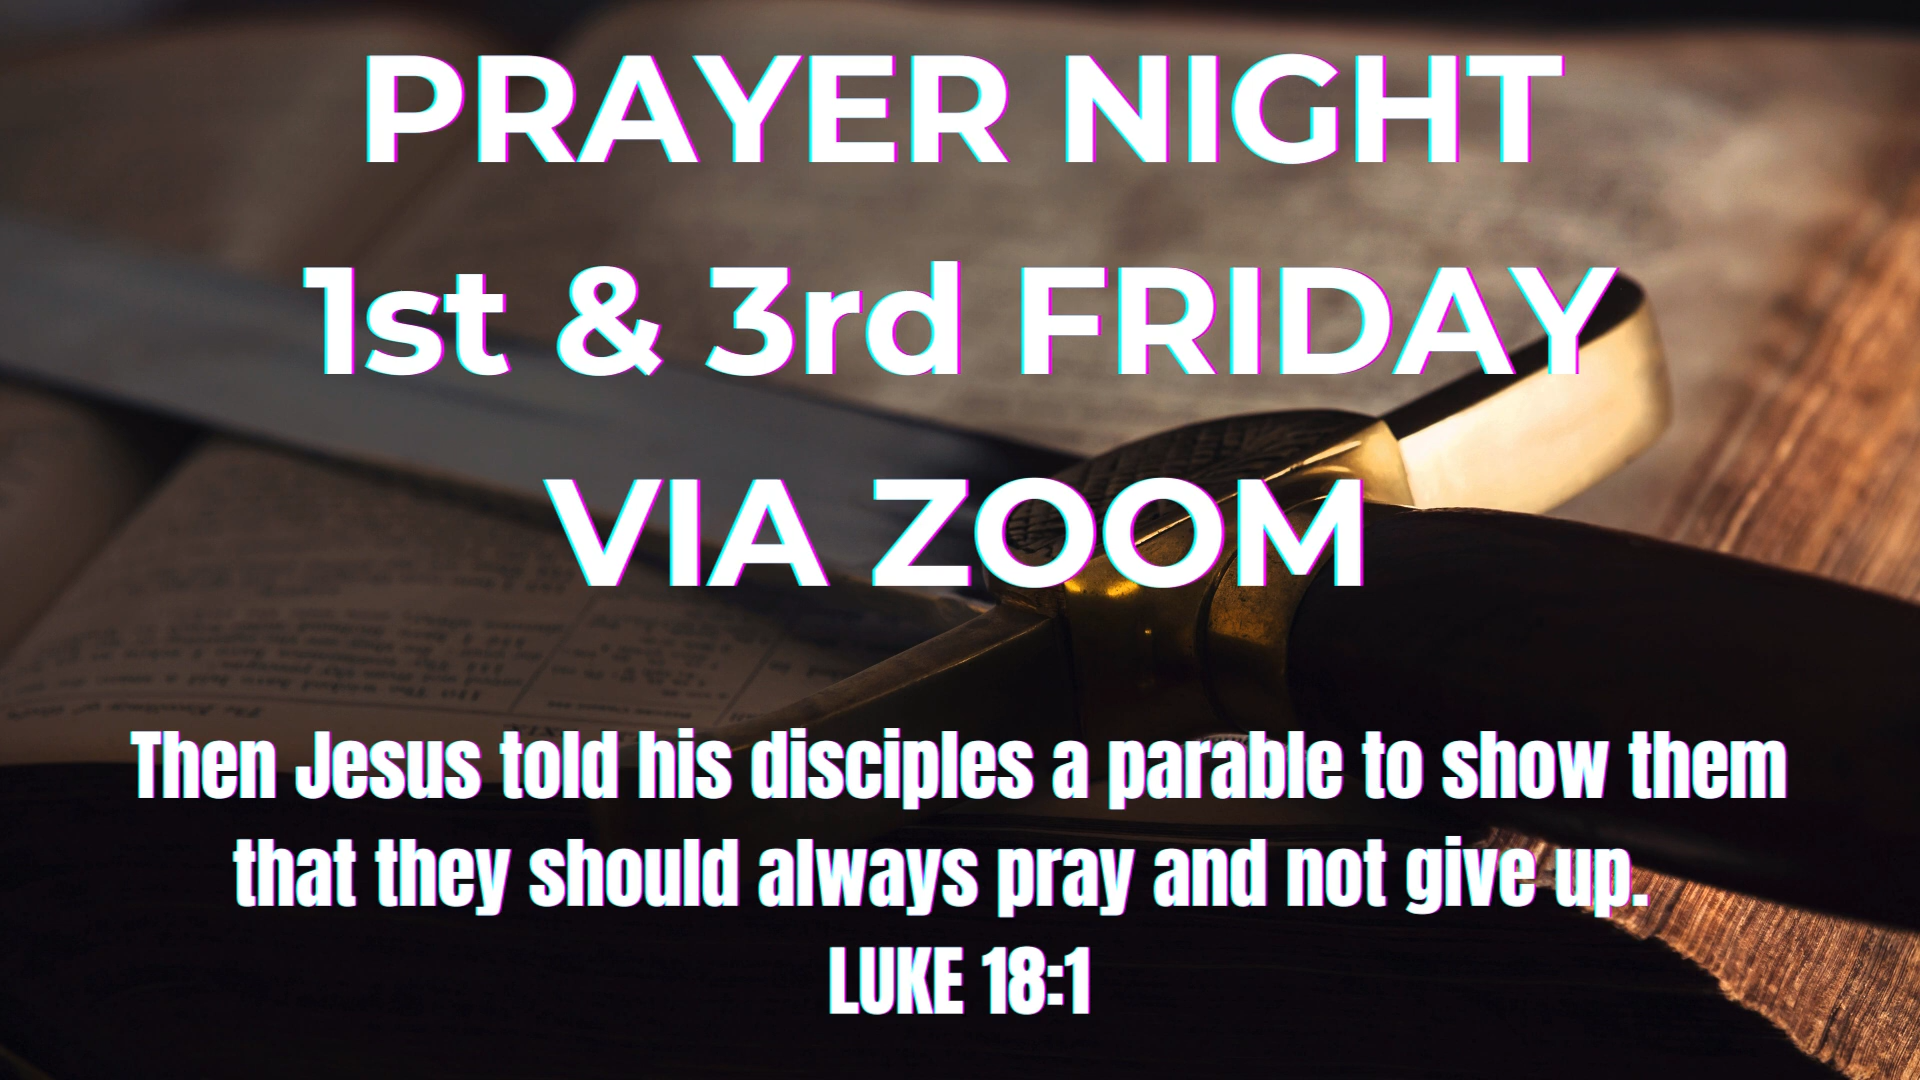 PRAYER NIGHT
1st & 3rd FRIDAY
VIA ZOOM
Then Jesus told his disciples a parable to show them
that they should always pray and not give up.
LUKE 18:1